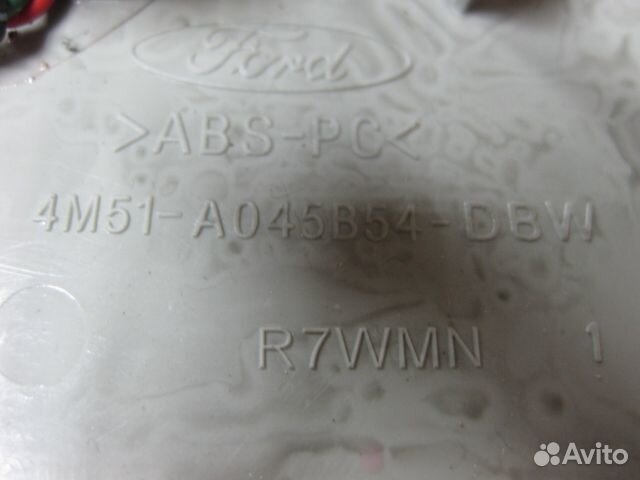 Ford
>ABS-PC<
4M51-A045B54-DBW
R7WMN 1
Avito